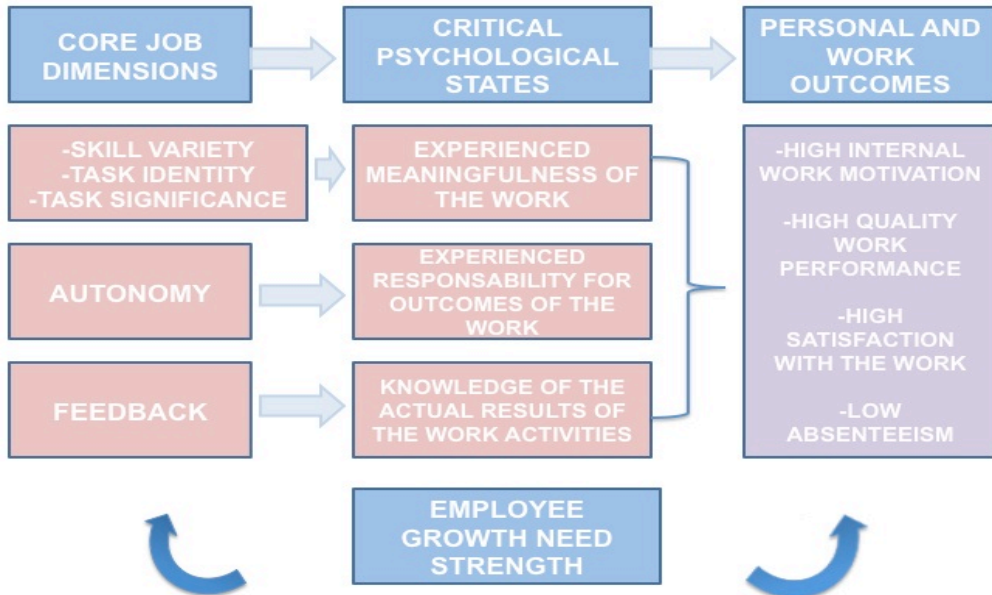 CORE JOB
DIMENSIONS
CRITICAL
PSYCHOLOGICAL
STATES
PERSONAL AND
WORK
OUTCOMES
-SKILL VARIETY
-TASK IDENTITY
-TASK SIGNIFICANCE
EXPERIENCED
MEANINGFULNESS OF
THE WORK
AUTONOMY
EXPERIENCED
RESPONSABILITY FOR
OUTCOMES OF THE
WORK
FEEDBACK
KNOWLEDGE OF THE
ACTUAL RESULTS OF
THE WORK ACTIVITIES
-HIGH INTERNAL
WORK MOTIVATION
-HIGH QUALITY
WORK
PERFORMANCE
-HIGH
SATISFACTION
WITH THE WORK
-LOW
ABSENTEEISM
EMPLOYEE
GROWTH NEED
STRENGTH